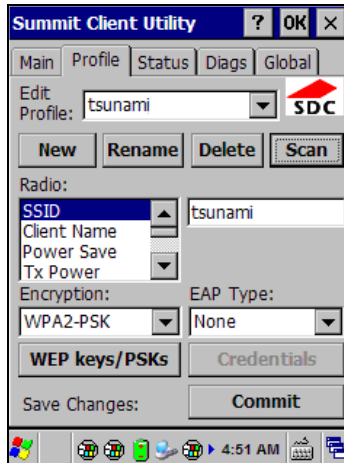 Summit Client Utility ? OK ×
Main Profile Status Diags Global
Edit
Profile: tsunami
SDC
New Rename Delete Scan
Radio:
SSID tsunami
Client Name
Power Save
Tx Power
Encryption: EAP Type:
WPA2-PSK None
WEP keys/PSKs Credentials
Save Changes: Commit
4:51 AM